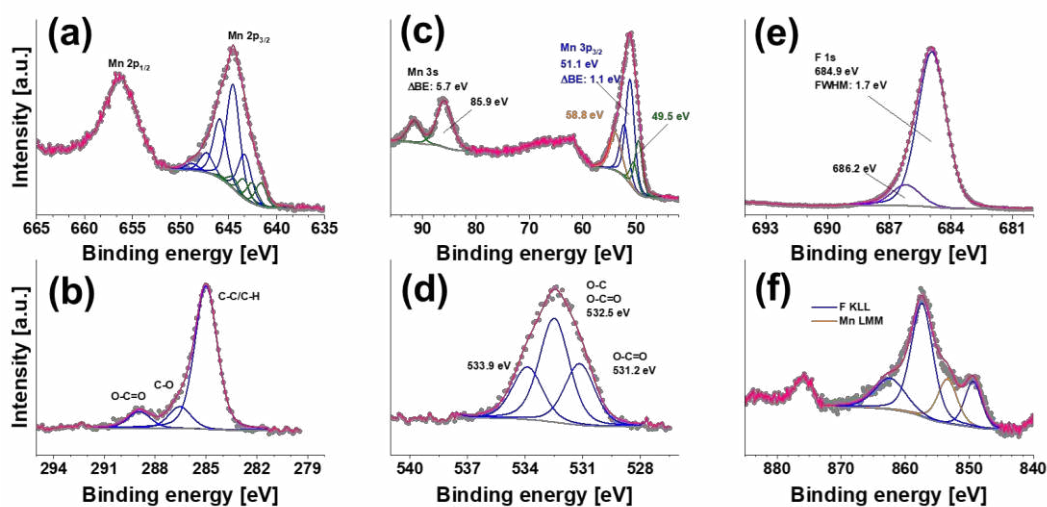 (a)
Mn 2p1/2
Mn 2p3/2
Intensity [a.u.]
665 660 655 650 645 640 635
Binding energy [eV]
(c)
Mn 3s
ΔBE: 5.7 eV
85.9 eV
Mn 3p3/2
51.1 eV
ΔBE: 1.1 eV
58.8 eV
49.5 eV
90 80 70 60 50
Binding energy [eV]
(e)
F 1s
684.9 eV
FWHM: 1.7 eV
686.2 eV
693 690 687 684 681
Binding energy [eV]
(b)
C-C/C-H
C-O
O-C=O
Intensity [a.u.]
294 291 288 285 282 279
Binding energy [eV]
(d)
O-C
O-C=O
532.5 eV
533.9 eV
O-C=O
531.2 eV
540 537 534 531 528
Binding energy [eV]
(f)
F KLL
Mn LMM
880 870 860 850 840
Binding energy [eV]